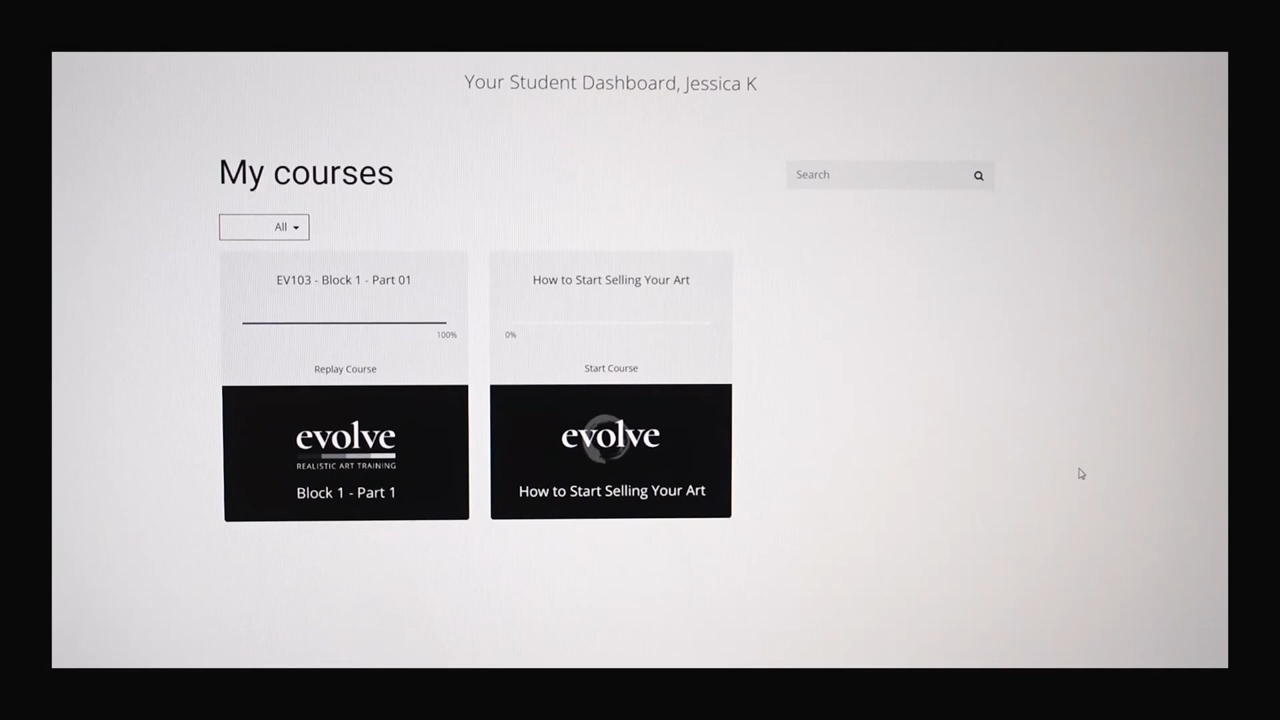 Your Student Dashboard, Jessica K
My courses
Search
All
EV103 - Block 1 - Part 01
100%
Replay Course
evolve
REALISTIC ART TRAINING
Block 1 - Part 1
How to Start Selling Your Art
0%
Start Course
evolve
How to Start Selling Your Art